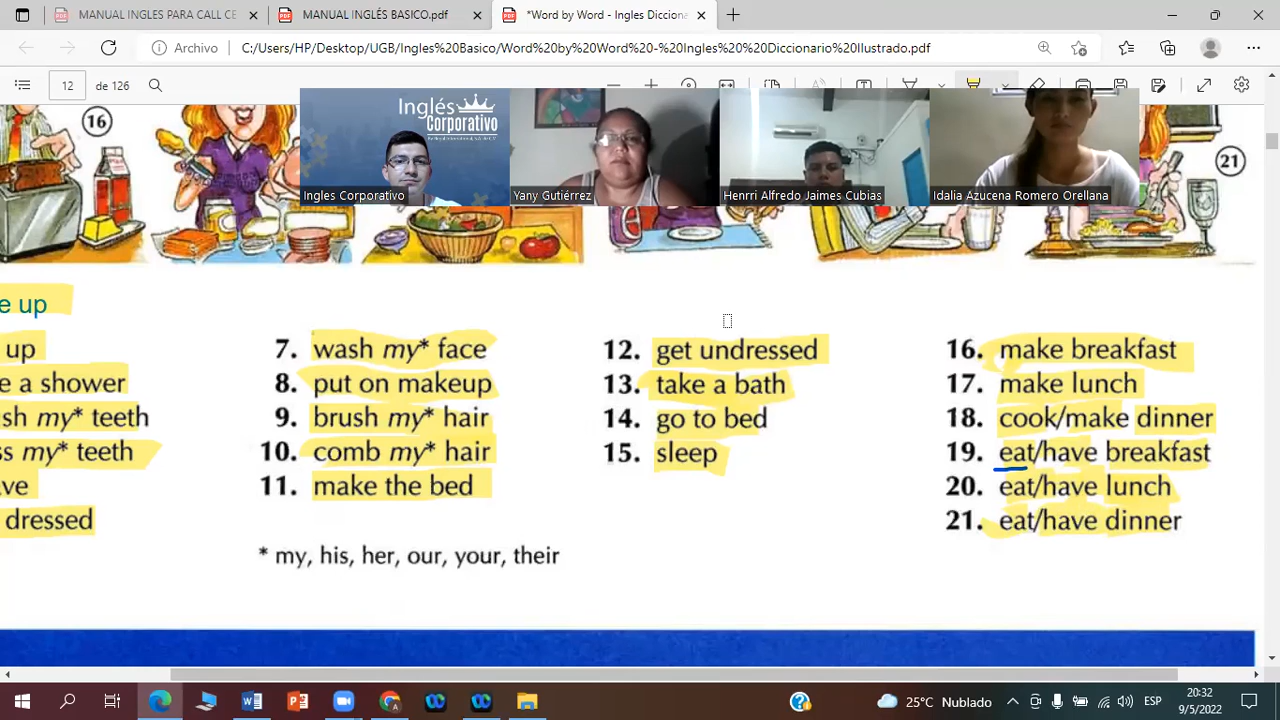 MANUAL INGLES PARA CALL CE
MANUAL INGLÉS BASICO.pdf
*Word by Word - Ingles Dicciona
Archivo
C:/Users/HP/Desktop/UGB/Ingles%20Basico/Word%20by%20Word%20-%20Ingles%20%20Diccionario%20Ilustrado.pdf
12
de 126
16
Inglés
Corporativo
21
Ingles Corporativo
Yany Gutiérrez
Henrri Alfredo Jaimes Cubias
Idalia Azucena Romero Orellana
e up
up
e a shower
sh my* teeth
ss my* teeth
ave
dressed
7. wash my* face
8. put on makeup
9. brush my* hair
10. comb my* hair
11. make the bed
* my, his, her, our, your, their
12. get undressed
13. take a bath
14. go to bed
15. sleep
16. make breakfast
17. make lunch
18. cook/make dinner
19. eat/have breakfast
20. eat/have lunch
21. eat/have dinner
25°C Nublado
ESP
20:32
9/5/2022